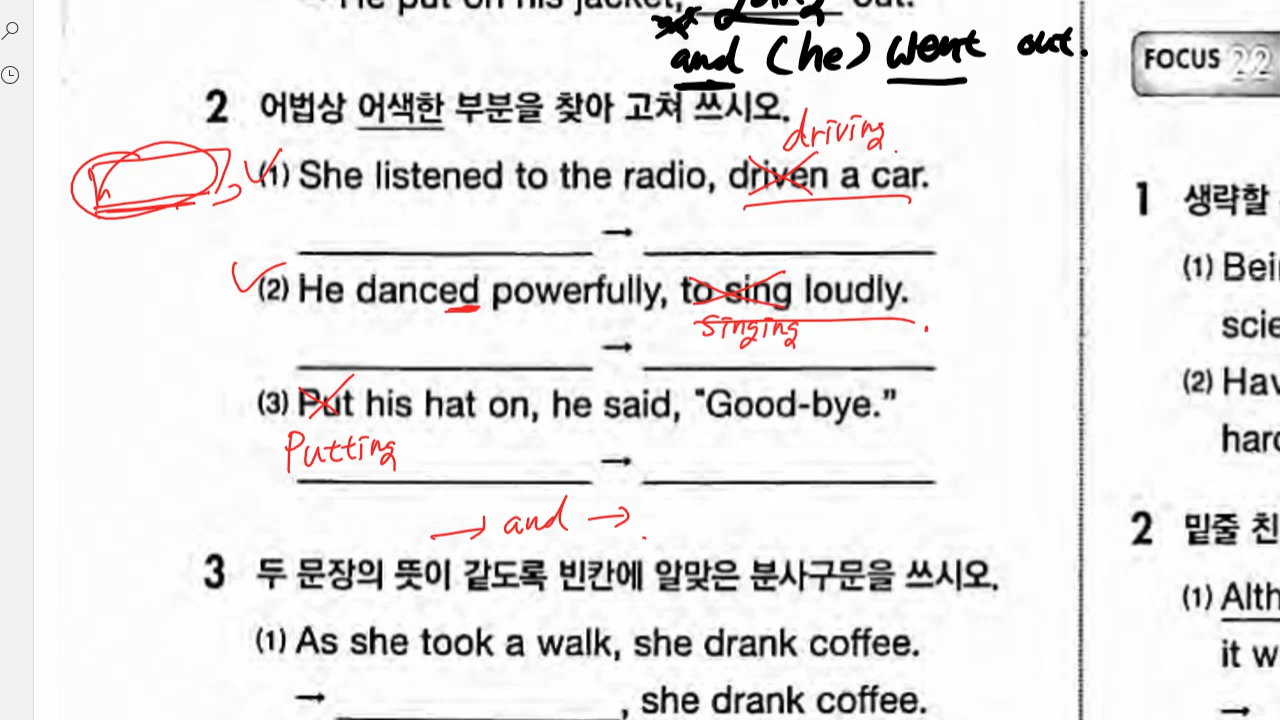 He put on his jacket, going out.
and (he) went out.
FOCUS 22
2 어법상 어색한 부분을 찾아 고쳐 쓰시오.
driving.
(1) She listened to the radio, driven a car.
→
(2) He danced powerfully, to sing loudly.
singing
→
(3) Put his hat on, he said, "Good-bye."
Putting
→
→ and →.
3 두 문장의 뜻이 같도록 빈칸에 알맞은 분사구문을 쓰시오.
(1) As she took a walk, she drank coffee.
→ , she drank coffee.
1 생략할
(1) Bei
scie
(2) Hav
hard
2 밑줄 친
(1) Alth
it w
→